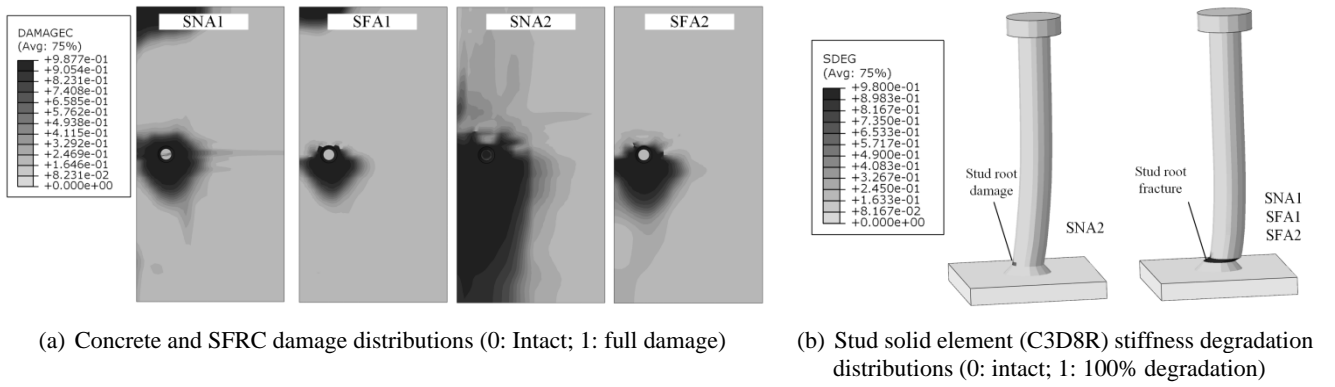 SNA1
SFA1
SNA2
SFA2
DAMAGEC
(Avg: 75%)
+9.877e-01
+9.054e-01
+8.231e-01
+7.408e-01
+6.585e-01
+5.762e-01
+4.938e-01
+4.115e-01
+3.292e-01
+2.469e-01
+1.646e-01
+8.231e-02
+0.000e+00
(a) Concrete and SFRC damage distributions (0: Intact; 1: full damage)
SDEG
(Avg: 75%)
+9.800e-01
+8.983e-01
+8.167e-01
+7.350e-01
+6.533e-01
+5.717e-01
+4.900e-01
+4.083e-01
+3.267e-01
+2.450e-01
+1.633e-01
+8.167e-02
+0.000e+00
Stud root
damage
SNA2
Stud root
fracture
SNA1
SFA1
SFA2
(b) Stud solid element (C3D8R) stiffness degradation
distributions (0: intact; 1: 100% degradation)